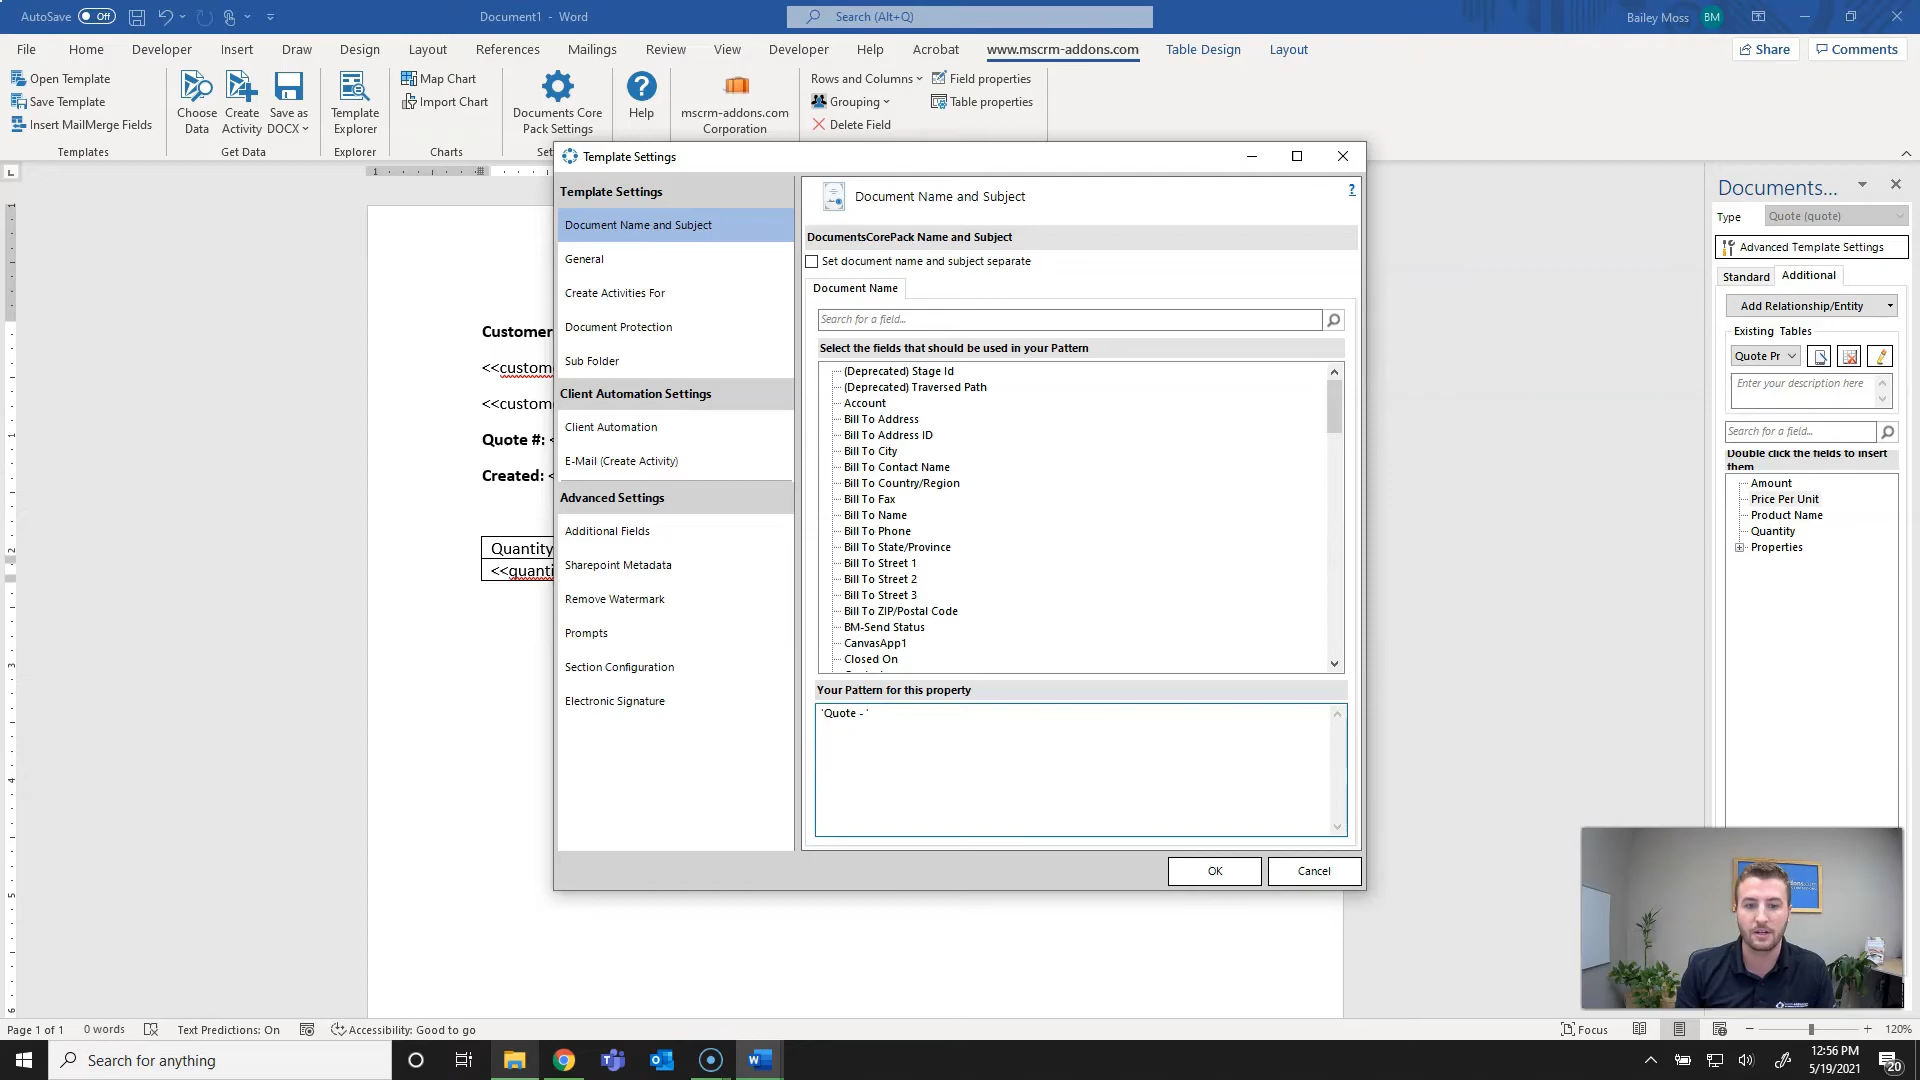 AutoSave Off
Document1 - Word
Search (Alt+Q)
Bailey Moss BM
File Home Developer Insert Draw Design Layout References Mailings Review View Developer Help Acrobat www.mscrm-addons.com Table Design Layout
Share Comments
Open Template
Save Template
Insert MailMerge Fields
Templates
Choose Data
Create Activity
Save as DOCX
Get Data
Template Explorer
Explorer
Map Chart
Import Chart
Charts
Documents Core Pack Settings
Help
mscrm-addons.com Corporation
Rows and Columns
Grouping
Delete Field
Field properties
Table properties
Template Settings
Template Settings
Document Name and Subject
General
Create Activities For
Document Protection
Sub Folder
Client Automation Settings
Client Automation
E-Mail (Create Activity)
Advanced Settings
Additional Fields
Sharepoint Metadata
Remove Watermark
Prompts
Section Configuration
Electronic Signature
Document Name and Subject
?
DocumentsCorePack Name and Subject
Set document name and subject separate
Document Name
Search for a field...
Select the fields that should be used in your Pattern
(Deprecated) Stage Id
(Deprecated) Traversed Path
Account
Bill To Address
Bill To Address ID
Bill To City
Bill To Contact Name
Bill To Country/Region
Bill To Fax
Bill To Name
Bill To Phone
Bill To State/Province
Bill To Street 1
Bill To Street 2
Bill To Street 3
Bill To ZIP/Postal Code
BM-Send Status
CanvasApp1
Closed On
Your Pattern for this property
'Quote - '
OK
Cancel
Customer
<<custome
<<custome
Quote #: <
Created: <
Quantity
<<quanti
Documents...
Type Quote (quote)
Advanced Template Settings
Standard Additional
Add Relationship/Entity
Existing Tables
Quote Pr
Enter your description here
Search for a field...
Double click the fields to insert
them
Amount
Price Per Unit
Product Name
Quantity
Properties
Page 1 of 1 0 words Text Predictions: On Accessibility: Good to go
Focus 120%
Search for anything
12:56 PM
5/19/2021
20